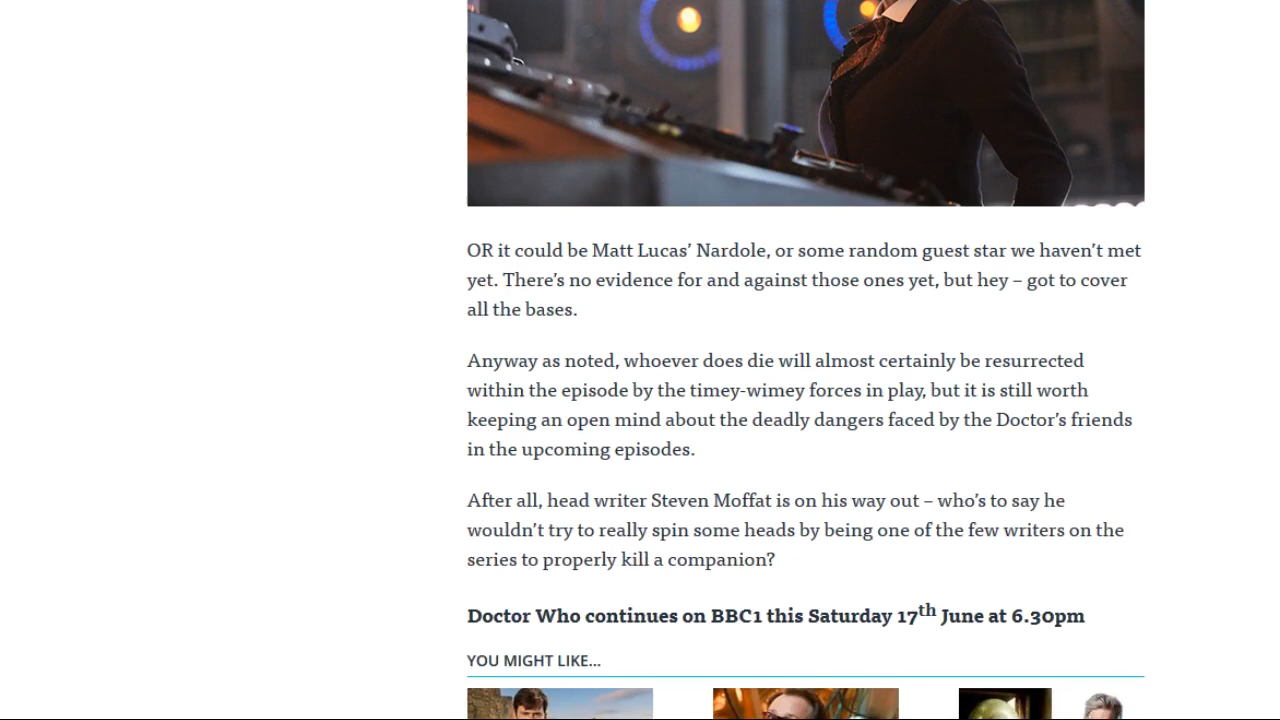 OR it could be Matt Lucas’ Nardole, or some random guest star we haven’t met
yet. There’s no evidence for and against those ones yet, but hey – got to cover
all the bases.
Anyway as noted, whoever does die will almost certainly be resurrected
within the episode by the timey-wimey forces in play, but it is still worth
keeping an open mind about the deadly dangers faced by the Doctor’s friends
in the upcoming episodes.
After all, head writer Steven Moffat is on his way out – who’s to say he
wouldn’t try to really spin some heads by being one of the few writers on the
series to properly kill a companion?
Doctor Who continues on BBC1 this Saturday 17th June at 6.30pm
YOU MIGHT LIKE...